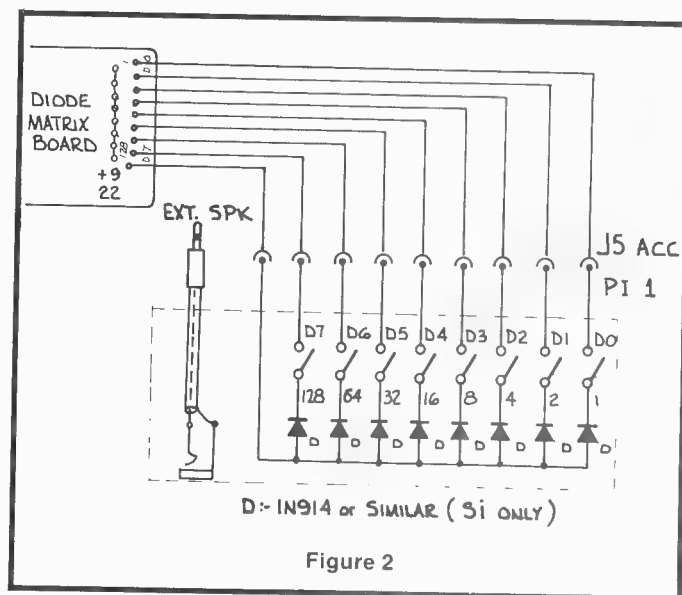 1 D0
DIODE
MATRIX
BOARD
128 D7
+9
22
EXT. SPK
J5 ACC
PI 1
D7 D6 D5 D4 D3 D2 D1 D0
128 64 32 16 8 4 2 1
D D D D D D D D
D:- IN914 or SIMILAR (Si ONLY)
Figure 2